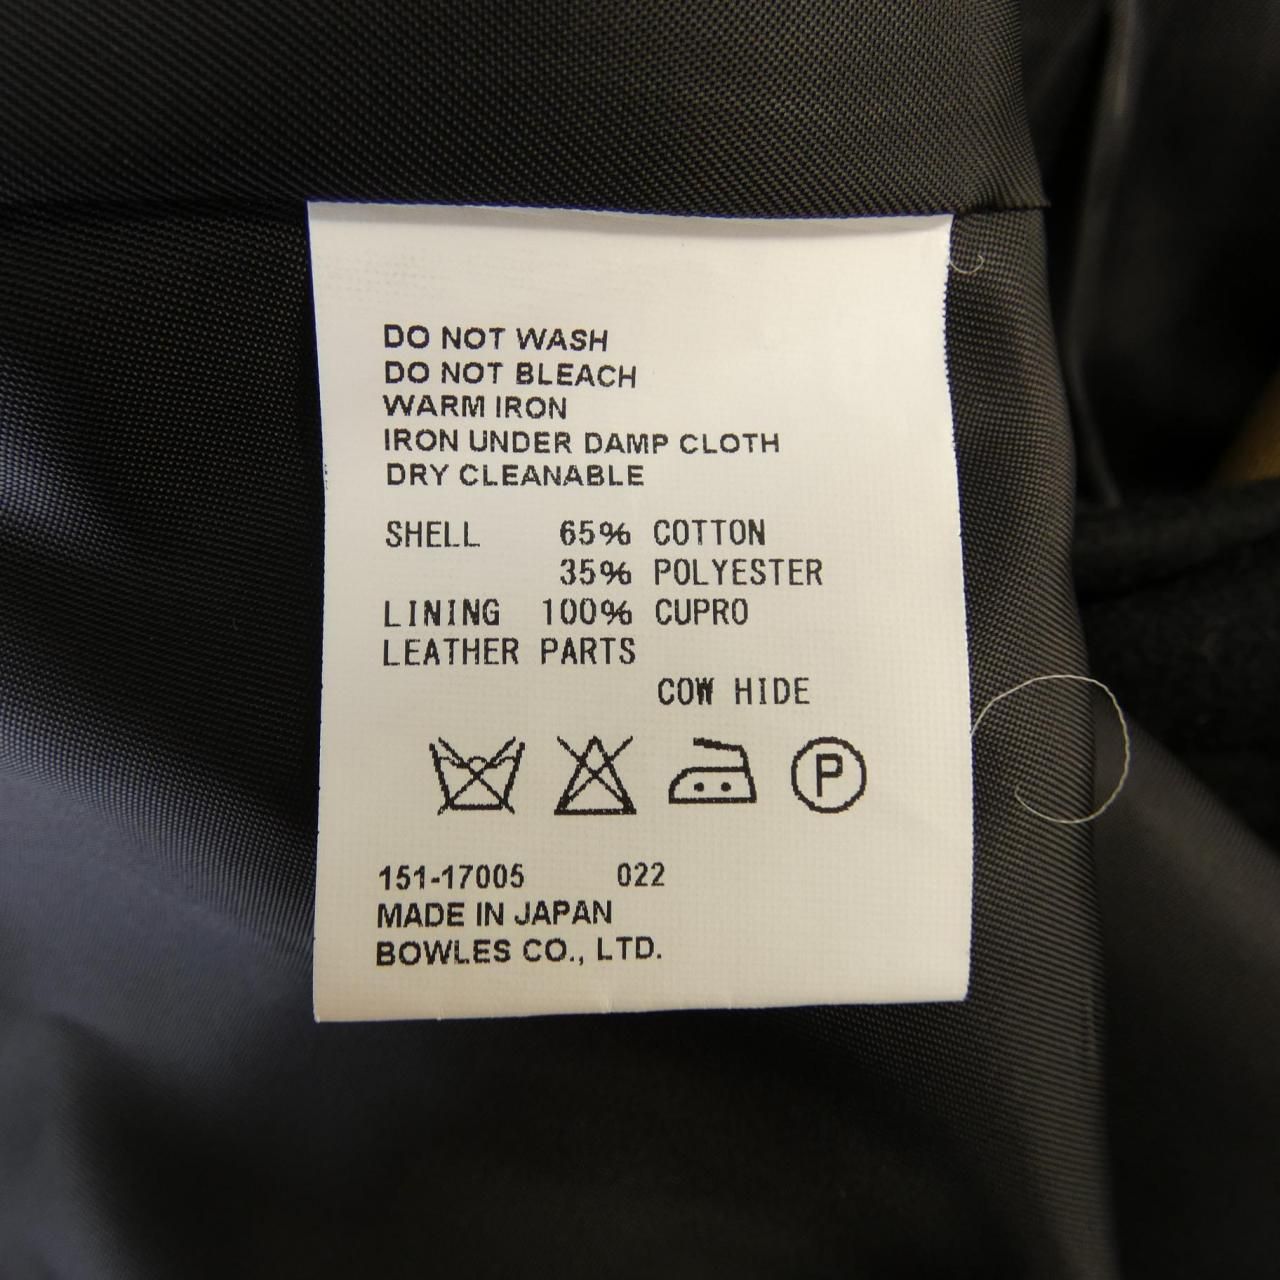 DO NOT WASH
DO NOT BLEACH
WARM IRON
IRON UNDER DAMP CLOTH
DRY CLEANABLE
SHELL 65% COTTON
35% POLYESTER
LINING 100% CUPRO
LEATHER PARTS
COW HIDE
P
151-17005 022
MADE IN JAPAN
BOWLES CO., LTD.